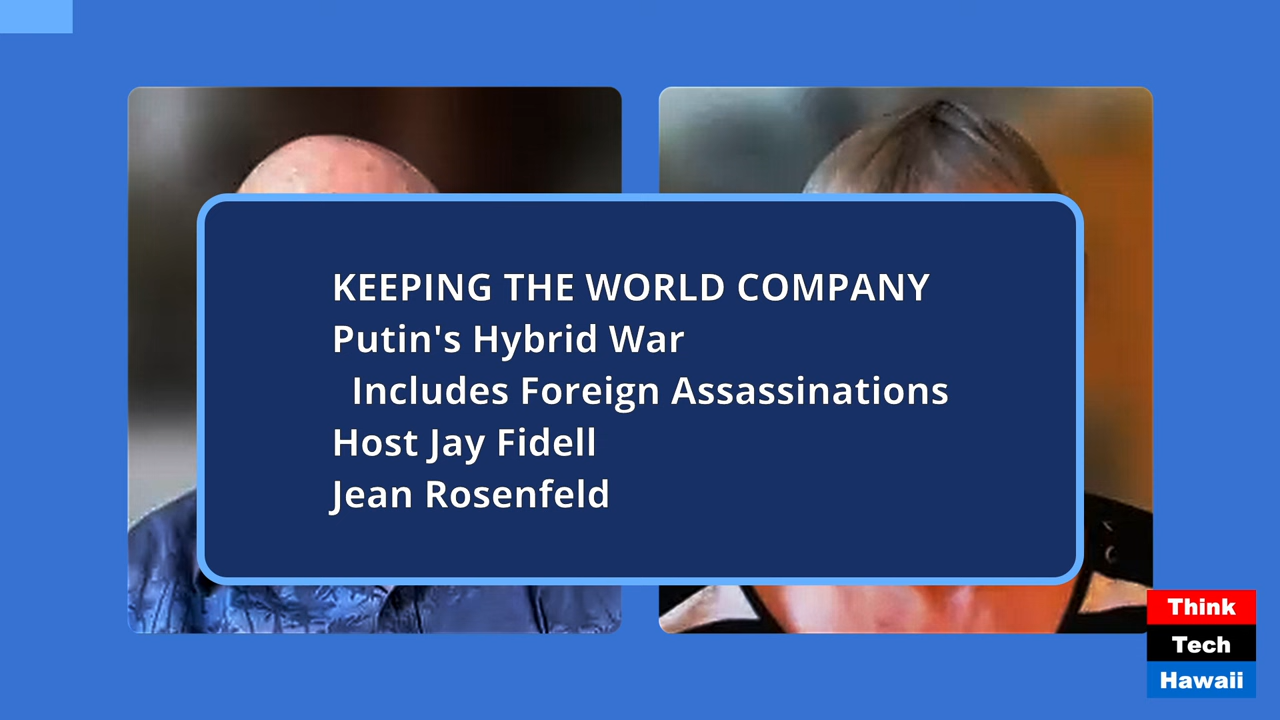 KEEPING THE WORLD COMPANY
Putin's Hybrid War
Includes Foreign Assassinations
Host Jay Fidell
Jean Rosenfeld
Think
Tech
Hawaii